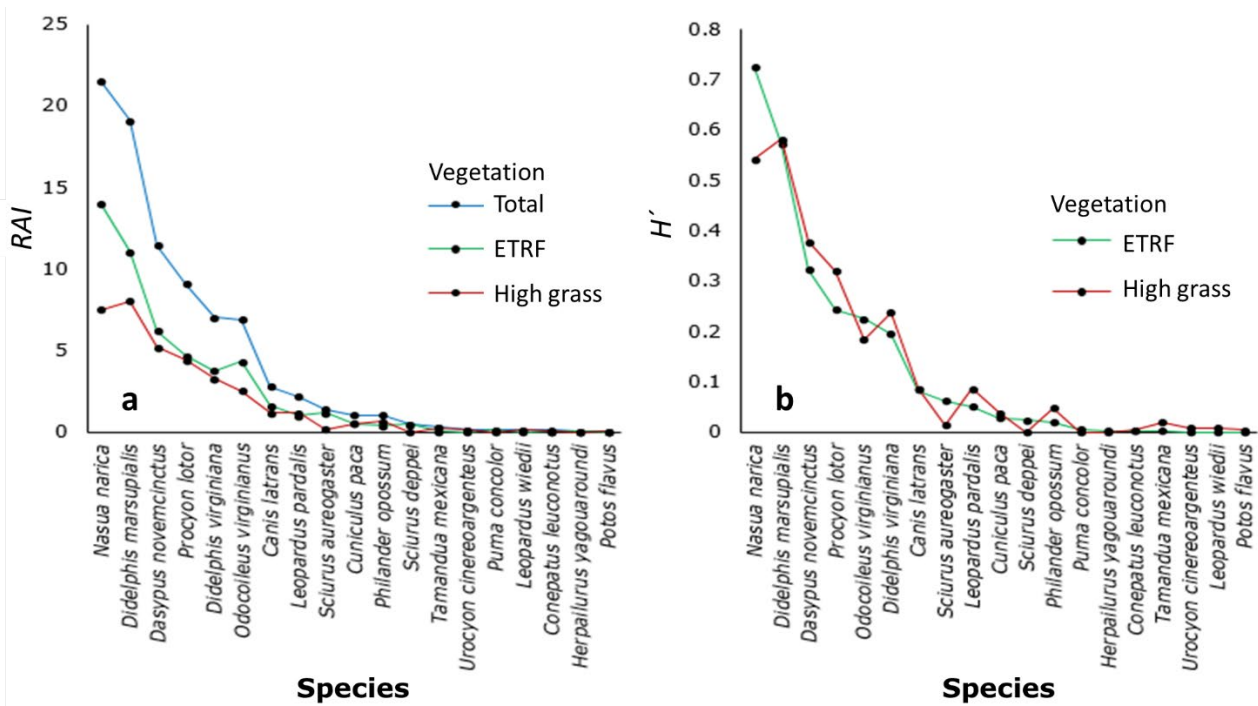 25
20
15
10
5
0
RAI
Vegetation
Total
ETRF
High grass
a
Nasua narica
Didelphis marsupialis
Dasypus novemcinctus
Procyon lotor
Didelphis virginiana
Odocoileus virginianus
Canis latrans
Leopardus pardalis
Sciurus aureogaster
Cuniculus paca
Philander opossum
Sciurus deppei
Tamandua mexicana
Urocyon cinereoargenteus
Puma concolor
Leopardus wiedii
Conepatus leuconotus
Herpailurus yagouaroundi
Potos flavus
Species
0.8
0.7
0.6
0.5
0.4
0.3
0.2
0.1
0
H´
Vegetation
ETRF
High grass
b
Nasua narica
Didelphis marsupialis
Dasypus novemcinctus
Procyon lotor
Odocoileus virginianus
Didelphis virginiana
Canis latrans
Sciurus aureogaster
Leopardus pardalis
Cuniculus paca
Sciurus deppei
Philander opossum
Puma concolor
Herpailurus yagouaroundi
Conepatus leuconotus
Tamandua mexicana
Urocyon cinereoargenteus
Leopardus wiedii
Potos flavus
Species